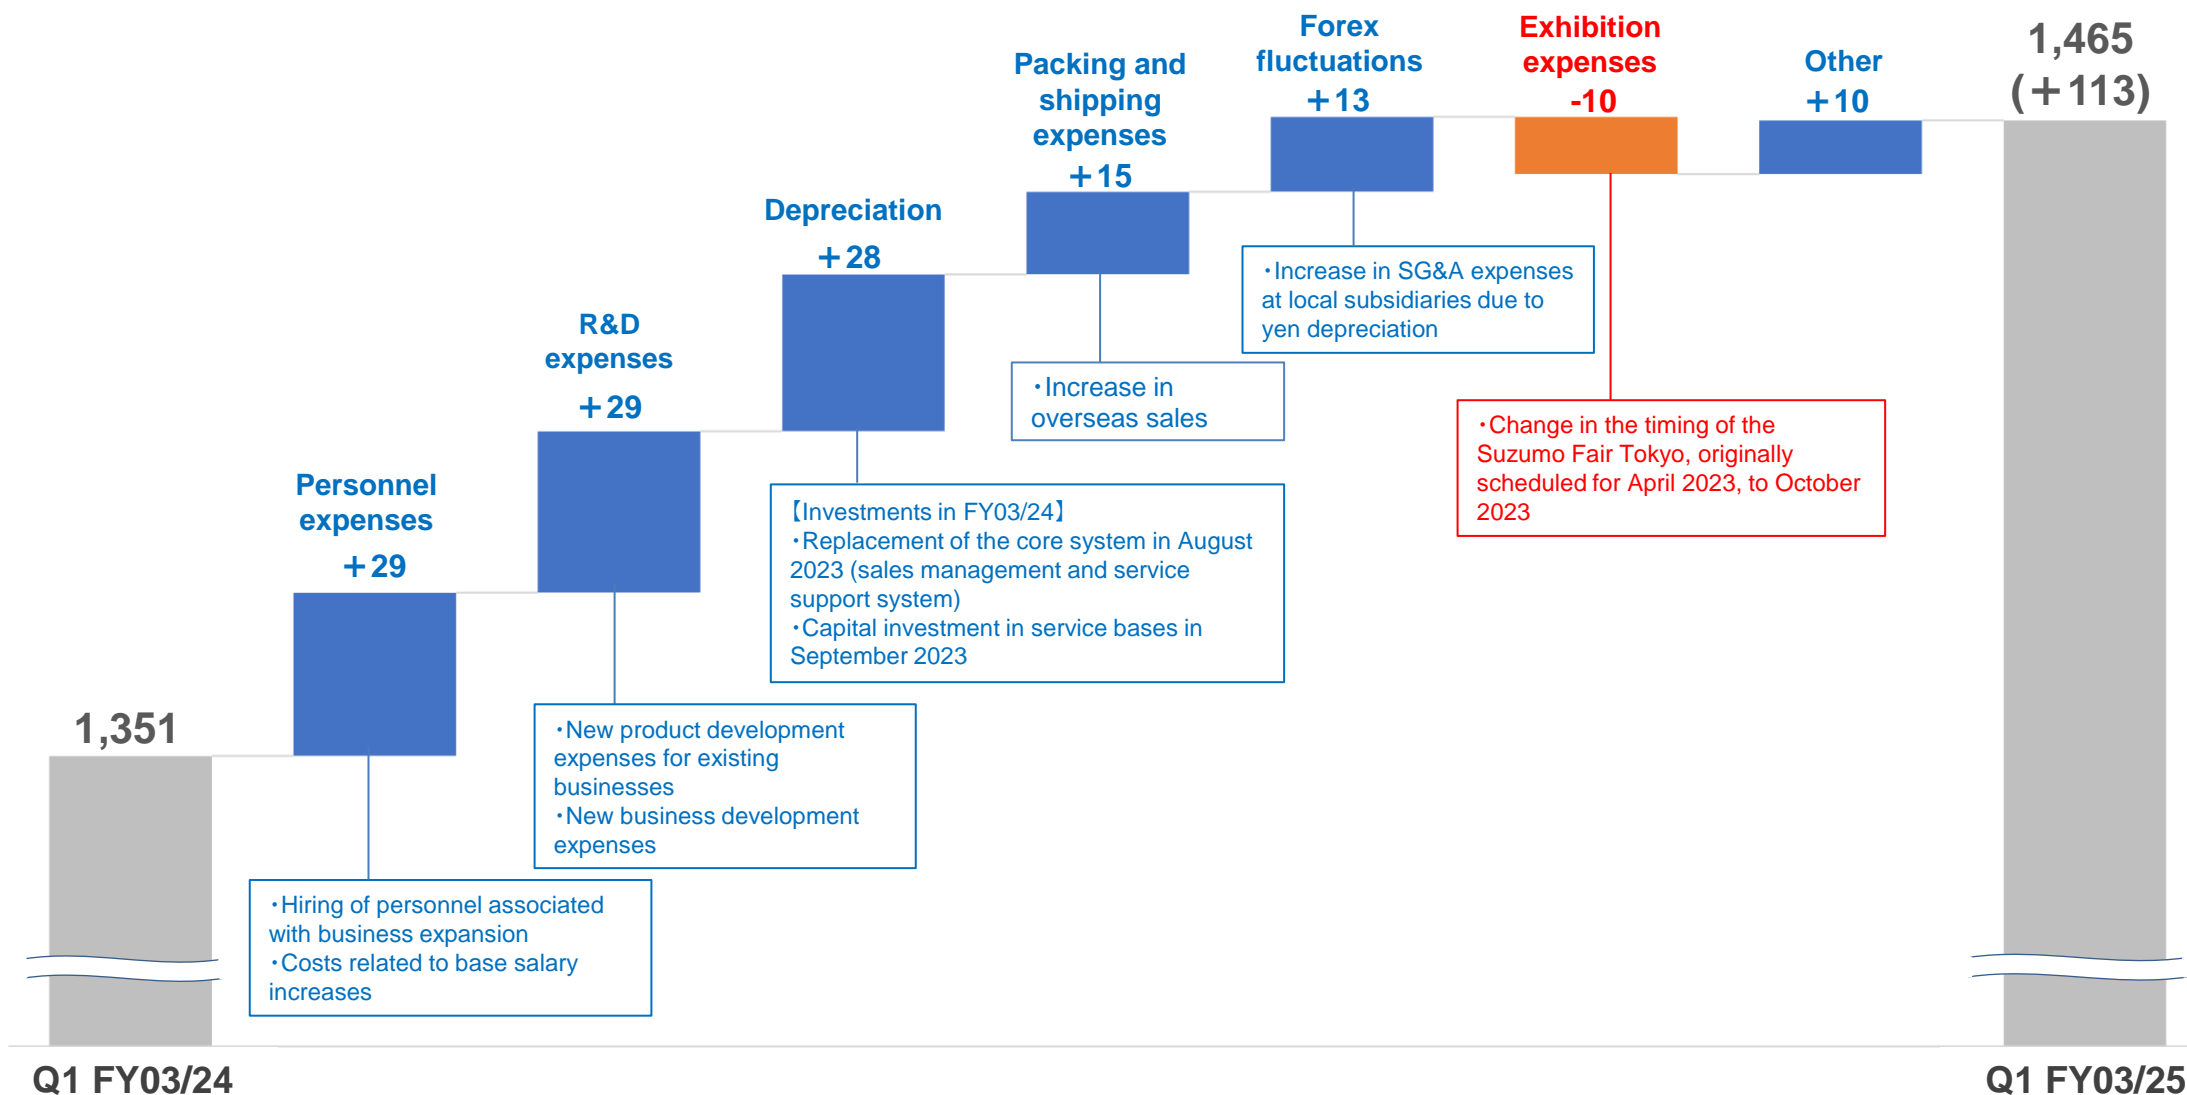 1,351
Personnel
expenses
+29
R&D
expenses
+29
Depreciation
+28
Packing and
shipping
expenses
+15
Forex
fluctuations
+13
Exhibition
expenses
-10
Other
+10
1,465
(+113)
・Increase in SG&A expenses
at local subsidiaries due to
yen depreciation
・Increase in
overseas sales
・Change in the timing of the
Suzumo Fair Tokyo, originally
scheduled for April 2023, to October
2023
【Investments in FY03/24】
・Replacement of the core system in August
2023 (sales management and service
support system)
・Capital investment in service bases in
September 2023
・New product development
expenses for existing
businesses
・New business development
expenses
・Hiring of personnel associated
with business expansion
・Costs related to base salary
increases
Q1 FY03/24
Q1 FY03/25